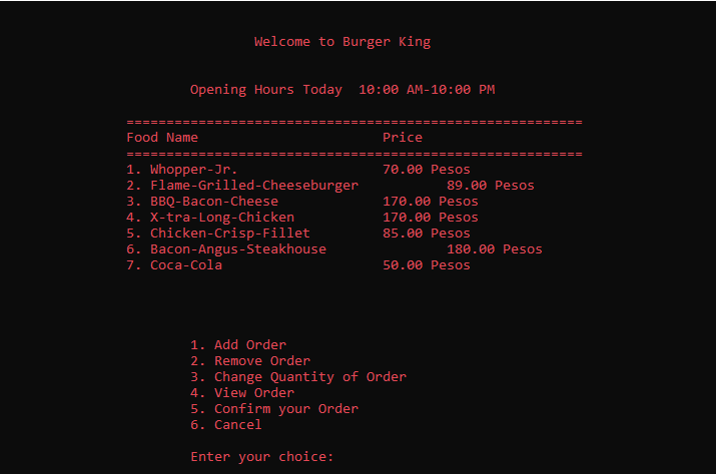 Welcome to Burger King
Opening Hours Today 10:00 AM-10:00 PM
=========================================================
Food Name Price
=========================================================
1. Whopper-Jr. 70.00 Pesos
2. Flame-Grilled-Cheeseburger 89.00 Pesos
3. BBQ-Bacon-Cheese 170.00 Pesos
4. X-tra-Long-Chicken 170.00 Pesos
5. Chicken-Crisp-Fillet 85.00 Pesos
6. Bacon-Angus-Steakhouse 180.00 Pesos
7. Coca-Cola 50.00 Pesos
1. Add Order
2. Remove Order
3. Change Quantity of Order
4. View Order
5. Confirm your Order
6. Cancel
Enter your choice: